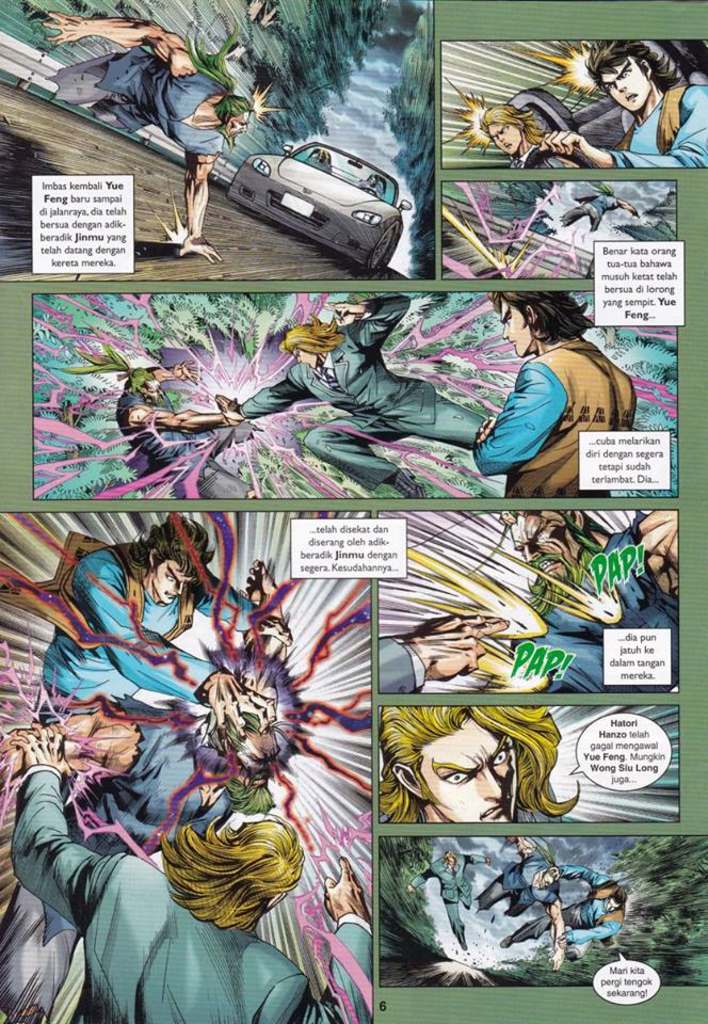 Imbas kembali Yue
Feng baru sampai
di jalanraya, dia telah
bersua dengan adik-
beradik Jinmu yang
telah datang dengan
kereta mereka.
Benar kata orang
tua-tua bahawa
musuh ketat telah
bersua di lorong
yang sempit. Yue
Feng...
...cuba melarikan
diri dengan segera
tetapi sudah
terlambat. Dia...
...telah disekat dan
diserang oleh adik-
beradik Jinmu dengan
segera. Kesudahannya...
PAP!
PAP!
...dia pun
jatuh ke
dalam tangan
mereka.
Hatori
Hanzo telah
gagal mengawal
Yue Feng. Mungkin
Wong Siu Long
juga...
Mari kita
pergi tengok
sekarang!
6